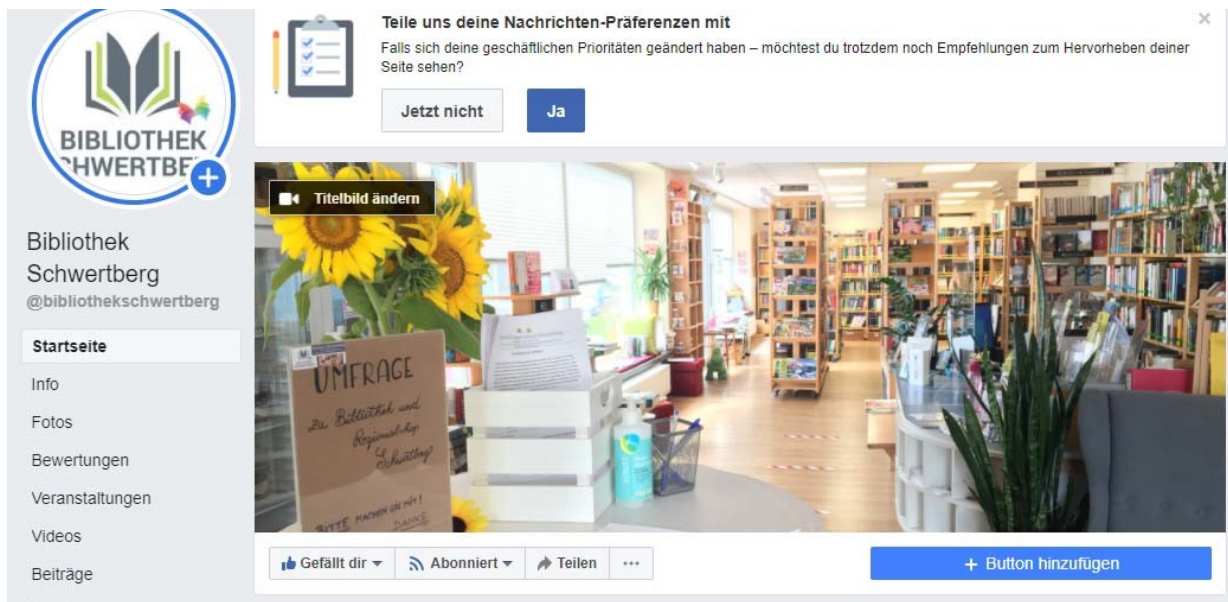 BIBLIOTHEK
SCHWERTBE
Bibliothek
Schwertberg
@bibliothekschwertberg
Startseite
Info
Fotos
Bewertungen
Veranstaltungen
Videos
Beiträge
Teile uns deine Nachrichten-Präferenzen mit
Falls sich deine geschäftlichen Prioritäten geändert haben – möchtest du trotzdem noch Empfehlungen zum Hervorheben deiner
Seite sehen?
Jetzt nicht
Ja
Titelbild ändern
UMFRAGE
Zu Bibliothek und
Regionalshop
Schwertberg
BITTE MACHEN SIE MIT!
DANKE
Gefällt dir
Abonniert
Teilen
...
+ Button hinzufügen